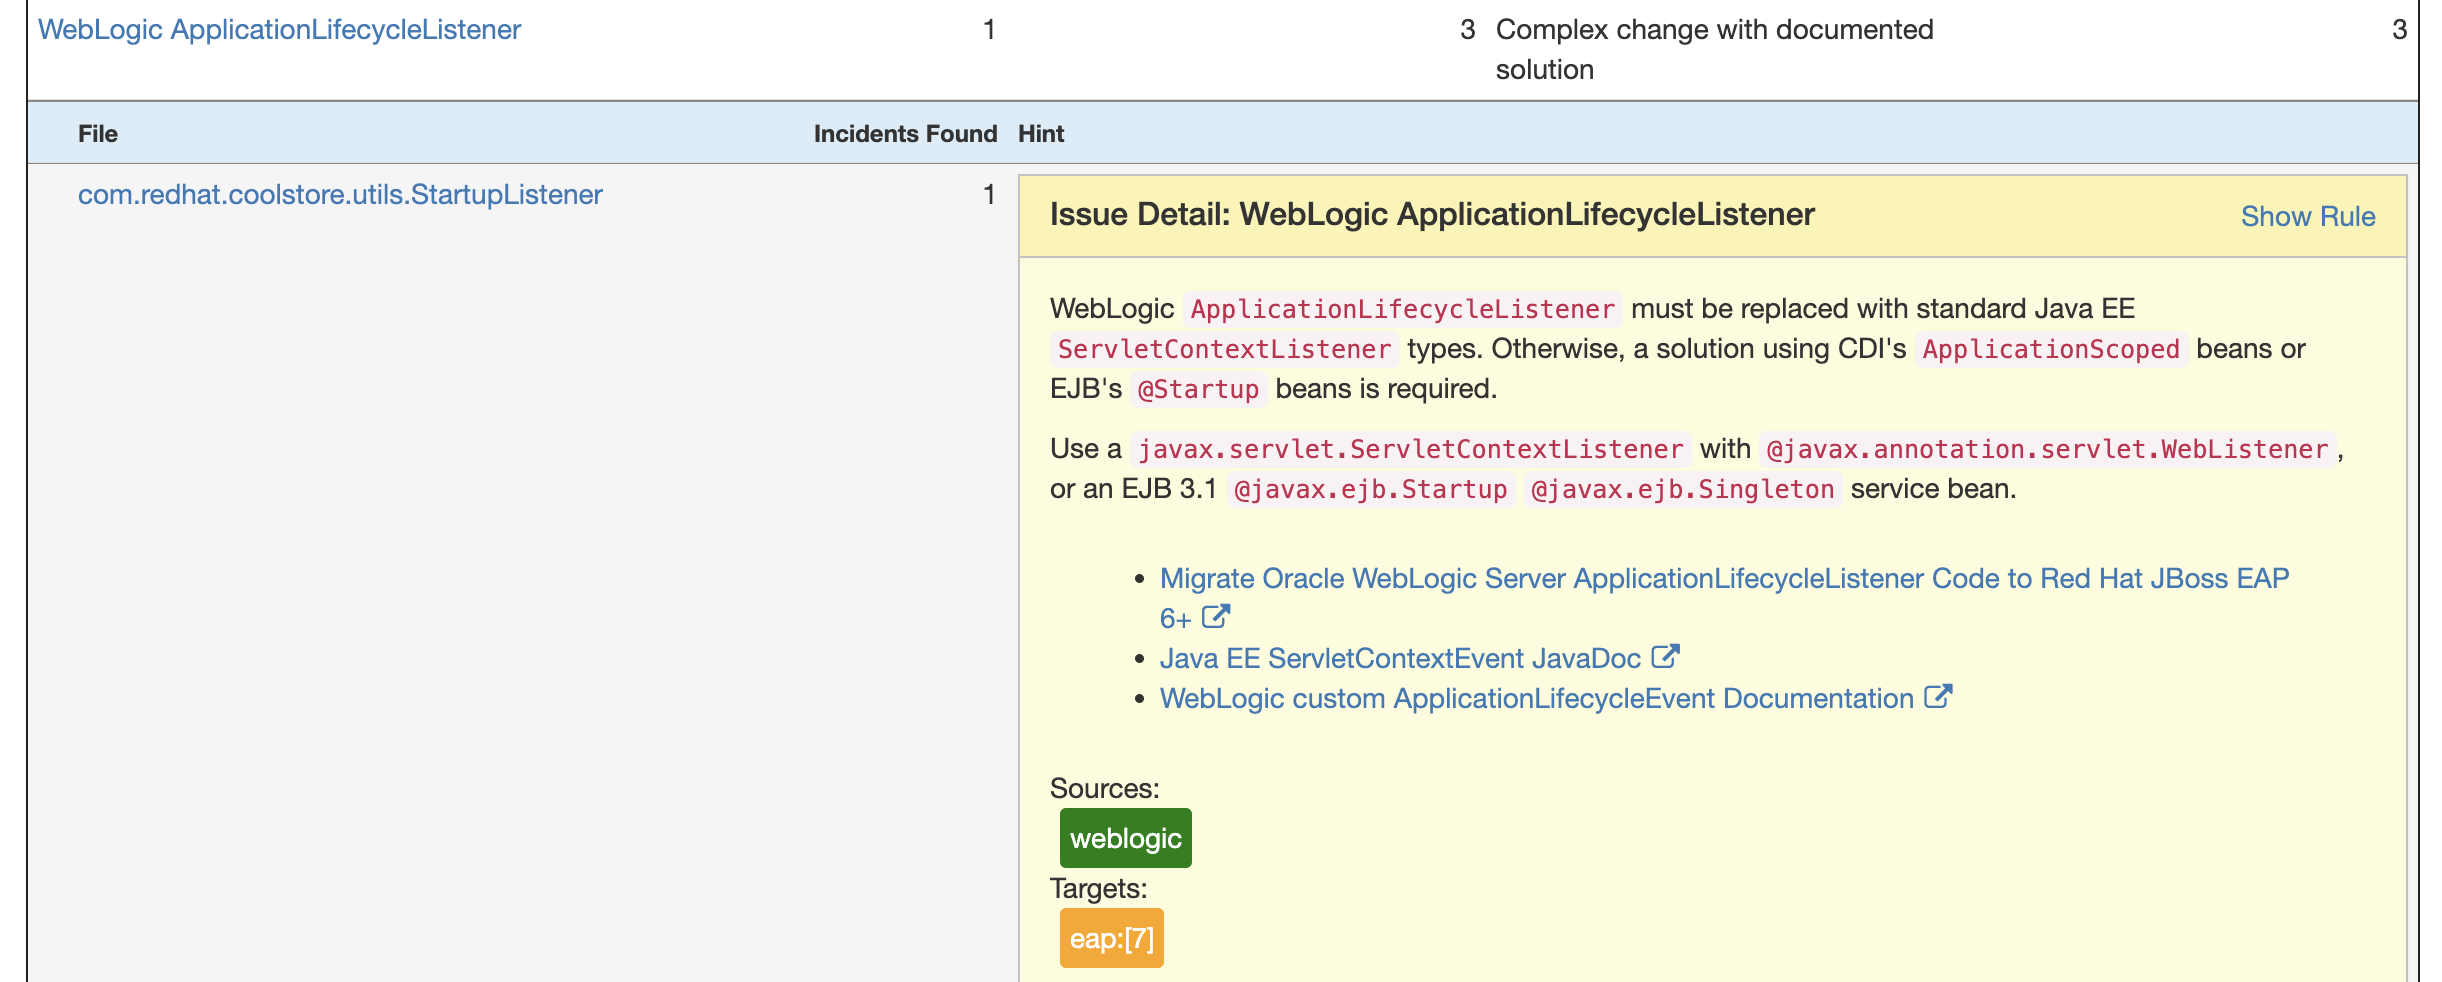 WebLogic ApplicationLifecycleListener 1 3 Complex change with documented 3
solution
File Incidents Found Hint
com.redhat.coolstore.utils.StartupListener 1
Issue Detail: WebLogic ApplicationLifecycleListener Show Rule
WebLogic ApplicationLifecycleListener must be replaced with standard Java EE
ServletContextListener types. Otherwise, a solution using CDI's ApplicationScoped beans or
EJB's @Startup beans is required.
Use a javax.servlet.ServletContextListener with @javax.annotation.servlet.WebListener,
or an EJB 3.1 @javax.ejb.Startup @javax.ejb.Singleton service bean.
• Migrate Oracle WebLogic Server ApplicationLifecycleListener Code to Red Hat JBoss EAP
6+
• Java EE ServletContextEvent JavaDoc
• WebLogic custom ApplicationLifecycleEvent Documentation
Sources:
weblogic
Targets:
eap:[7]